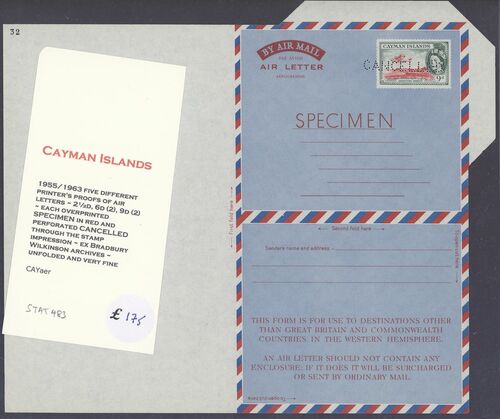 32
CAYMAN ISLANDS
1955/1963 FIVE DIFFERENT
PRINTER'S PROOFS OF AIR
LETTERS ~ 2½D, 6D (2), 9D (2)
~ EACH OVERPRINTED
SPECIMEN IN RED AND
PERFORATED CANCELLED
THROUGH THE STAMP
IMPRESSION ~ EX BRADBURY
WILKINSON ARCHIVES ~
UNFOLDED AND VERY FINE
CAYaer
STAT 483
£ 175
BY AIR MAIL
PAR AVION
AIR LETTER
AEROGRAMME
CAYMAN ISLANDS
CANCELLED
9d
SPECIMEN
First fold here
Second fold here
Sender's name and address
THIS FORM IS FOR USE TO DESTINATIONS OTHER
THAN GREAT BRITAIN AND COMMONWEALTH
COUNTRIES IN THE WESTERN HEMISPHERE.
AN AIR LETTER SHOULD NOT CONTAIN ANY
ENCLOSURE: IF IT DOES IT WILL BE SURCHARGED
OR SENT BY ORDINARY MAIL.
To open cut here